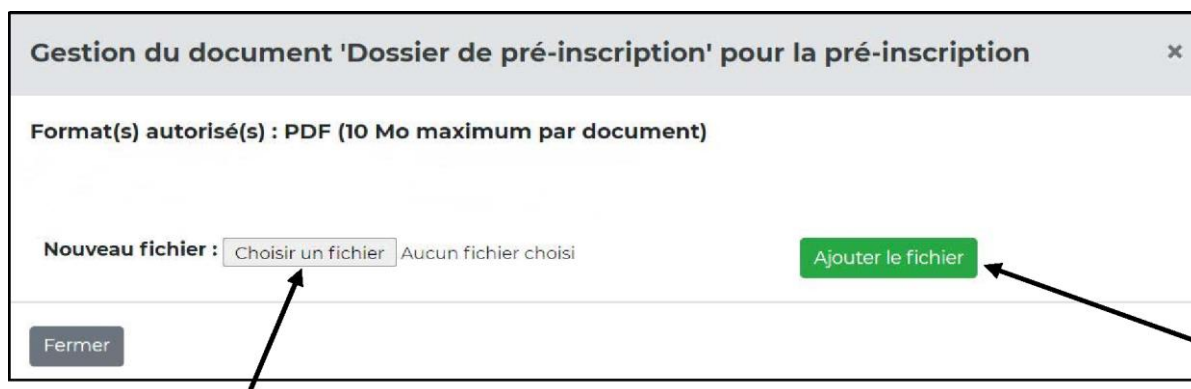 Gestion du document 'Dossier de pré-inscription' pour la pré-inscription ×
Format(s) autorisé(s) : PDF (10 Mo maximum par document)
Nouveau fichier : Choisir un fichier Aucun fichier choisi Ajouter le fichier
Fermer